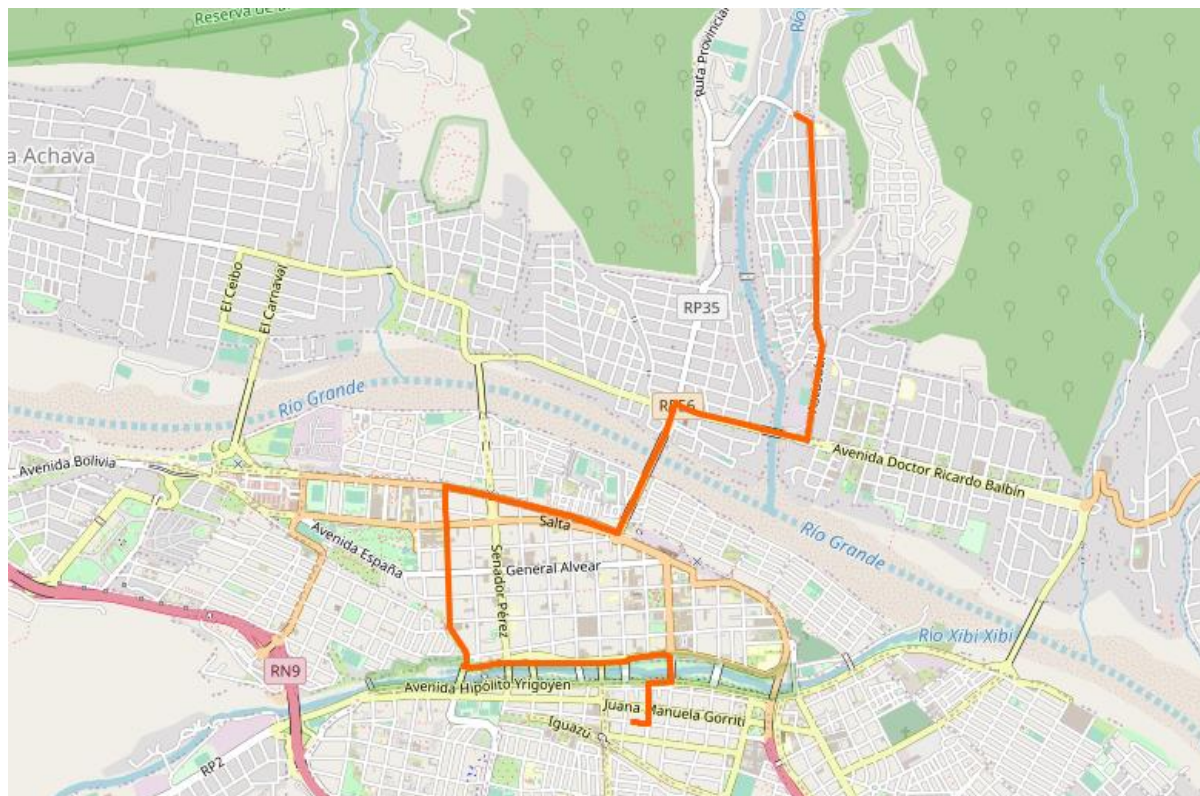 Reserva de B
Ruta Provincial
Río
a Achava
El Ceibo
El Carnaval
RP35
Río Grande
RP56
Avenida Bolivia
Avenida Doctor Ricardo Balbín
Salta
Avenida España
Senador Pérez
General Alvear
Río Grande
Río Xibi Xibi
RN9
Avenida Hipólito Yrigoyen
Juana Manuela Gorriti
Iguazú
RP2